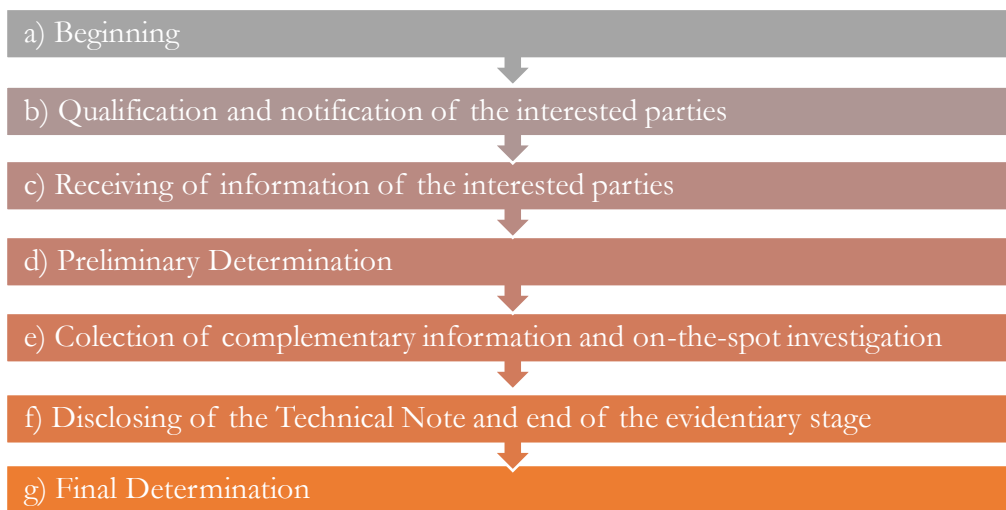 a) Beginning
b) Qualification and notification of the interested parties
c) Receiving of information of the interested parties
d) Preliminary Determination
e) Colection of complementary information and on-the-spot investigation
f) Disclosing of the Technical Note and end of the evidentiary stage
g) Final Determination